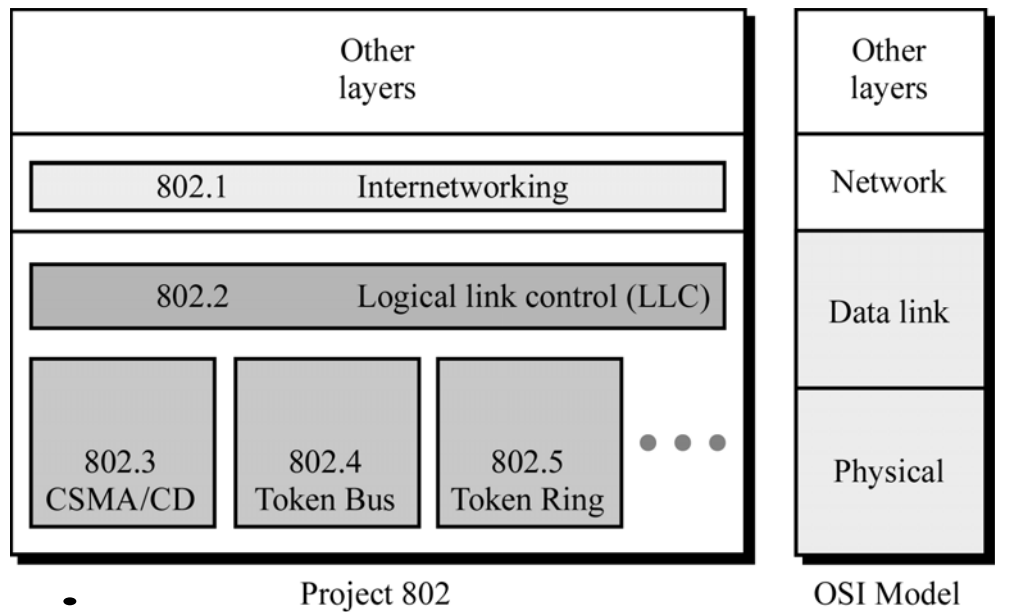 Other
layers
802.1 Internetworking
802.2 Logical link control (LLC)
802.3
CSMA/CD
802.4
Token Bus
802.5
Token Ring
Project 802
Other
layers
Network
Data link
Physical
OSI Model